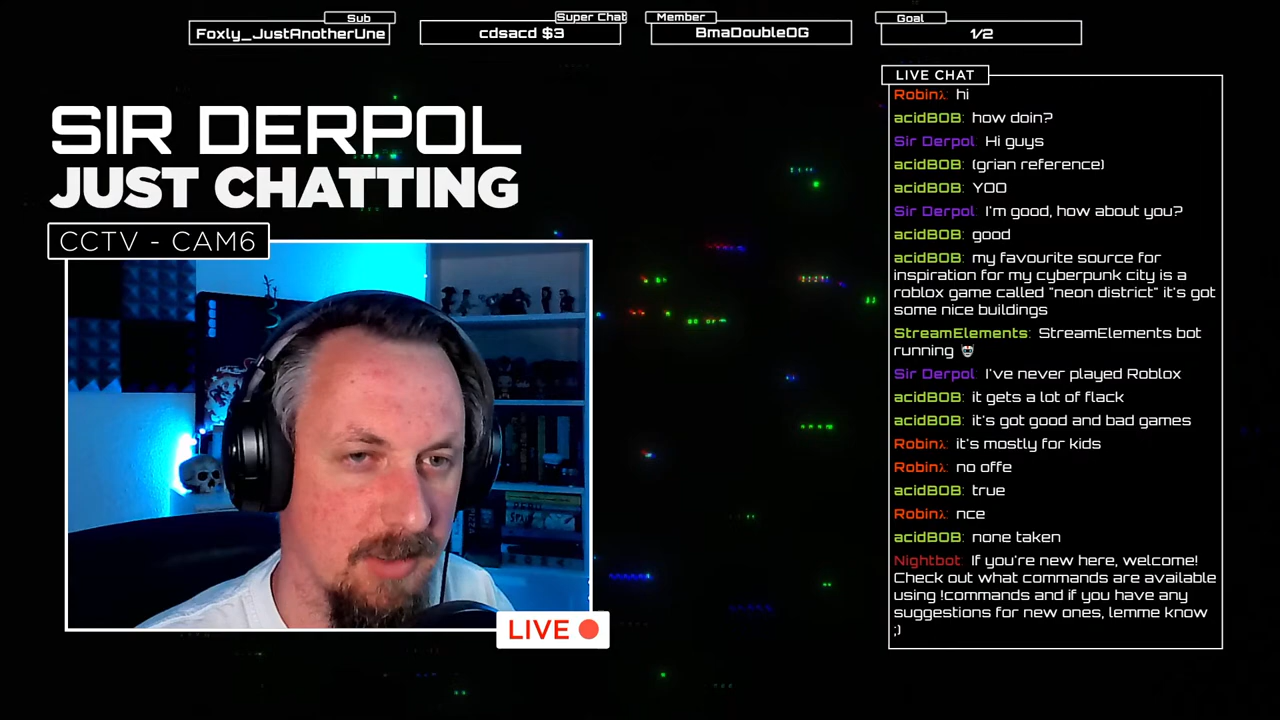 Sub
Foxly_JustAnotherUne
Super Chat
cdsacd $3
Member
BmaDoubleOG
Goal
1/2
SIR DERPOL
JUST CHATTING
CCTV - CAM6
PIZZA
LIVE
LIVE CHAT
Robinλ: hi
acidBOB: how doin?
Sir Derpol: Hi guys
acidBOB: (grian reference)
acidBOB: YOO
Sir Derpol: I'm good, how about you?
acidBOB: good
acidBOB: my favourite source for
inspiration for my cyberpunk city is a
roblox game called "neon district" it's got
some nice buildings
StreamElements: StreamElements bot
running
Sir Derpol: I've never played Roblox
acidBOB: it gets a lot of flack
acidBOB: it's got good and bad games
Robinλ: it's mostly for kids
Robinλ: no offe
acidBOB: true
Robinλ: nce
acidBOB: none taken
Nightbot: If you're new here, welcome!
Check out what commands are available
using !commands and if you have any
suggestions for new ones, lemme know
;)